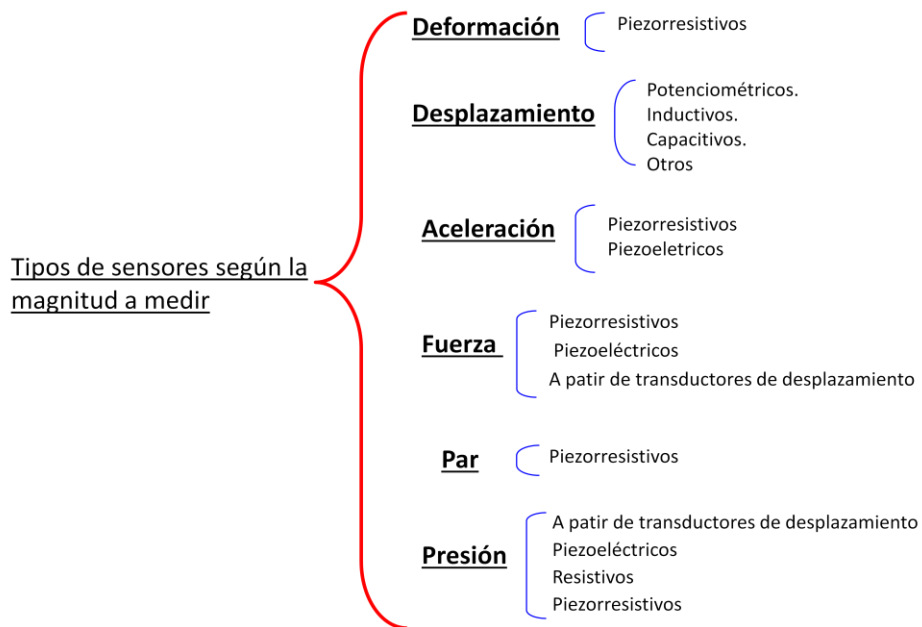 Tipos de sensores según la
magnitud a medir
Deformación
Piezorresistivos
Desplazamiento
Potenciométricos.
Inductivos.
Capacitivos.
Otros
Aceleración
Piezorresistivos
Piezoeletricos
Fuerza
Piezorresistivos
Piezoeléctricos
A patir de transductores de desplazamiento
Par
Piezorresistivos
Presión
A patir de transductores de desplazamiento
Piezoeléctricos
Resistivos
Piezorresistivos